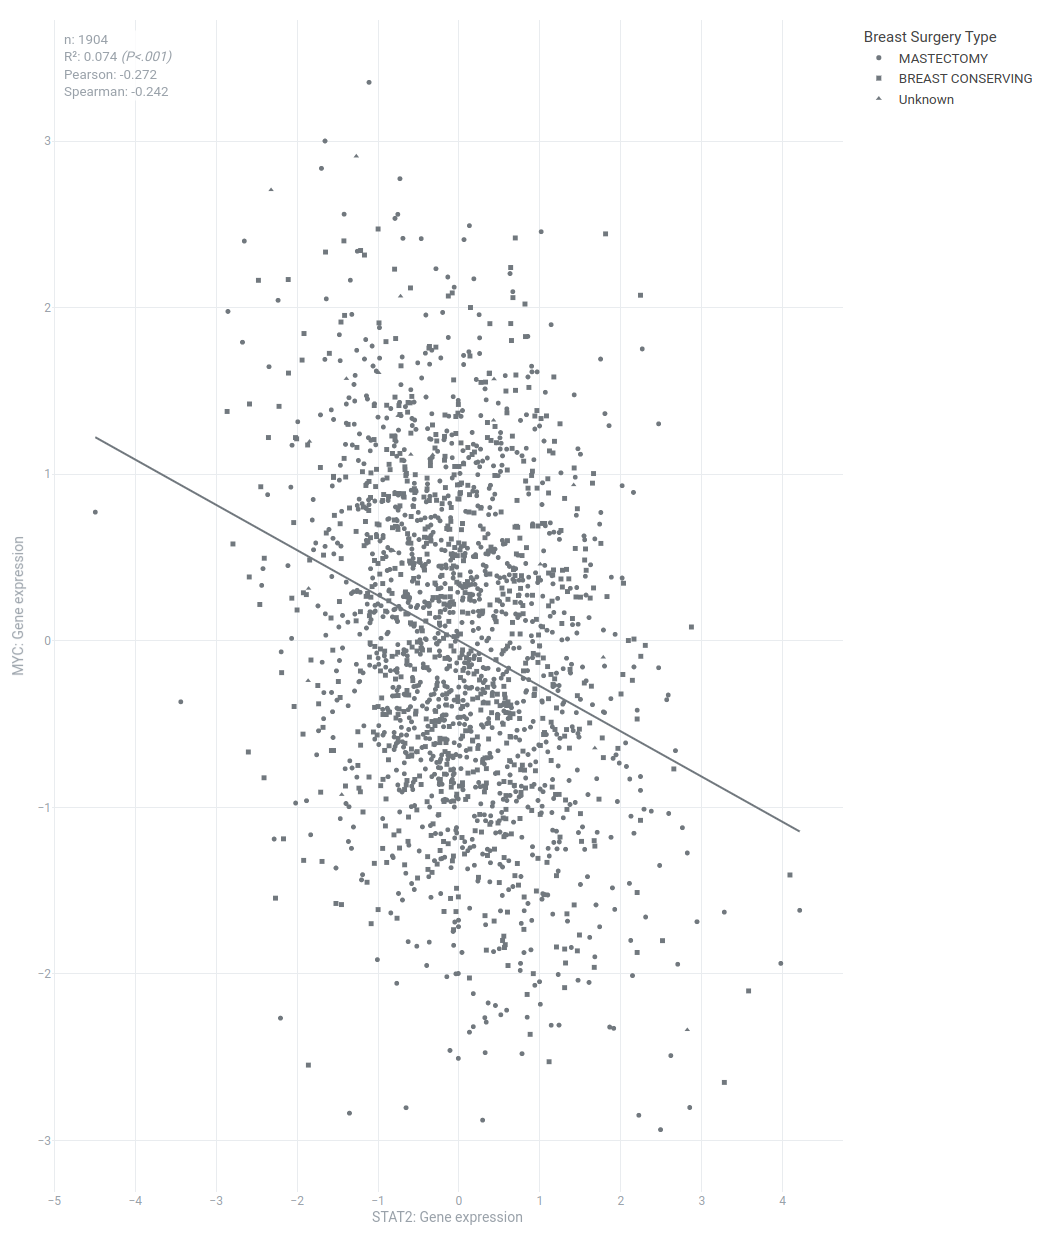 n: 1904
R²: 0.074 (P<.001)
Pearson: -0.272
Spearman: -0.242
Breast Surgery Type
MASTECTOMY
BREAST CONSERVING
Unknown
MYC: Gene expression
3
2
1
0
−1
−2
−3
−5 −4 −3 −2 −1 0 1 2 3 4
STAT2: Gene expression